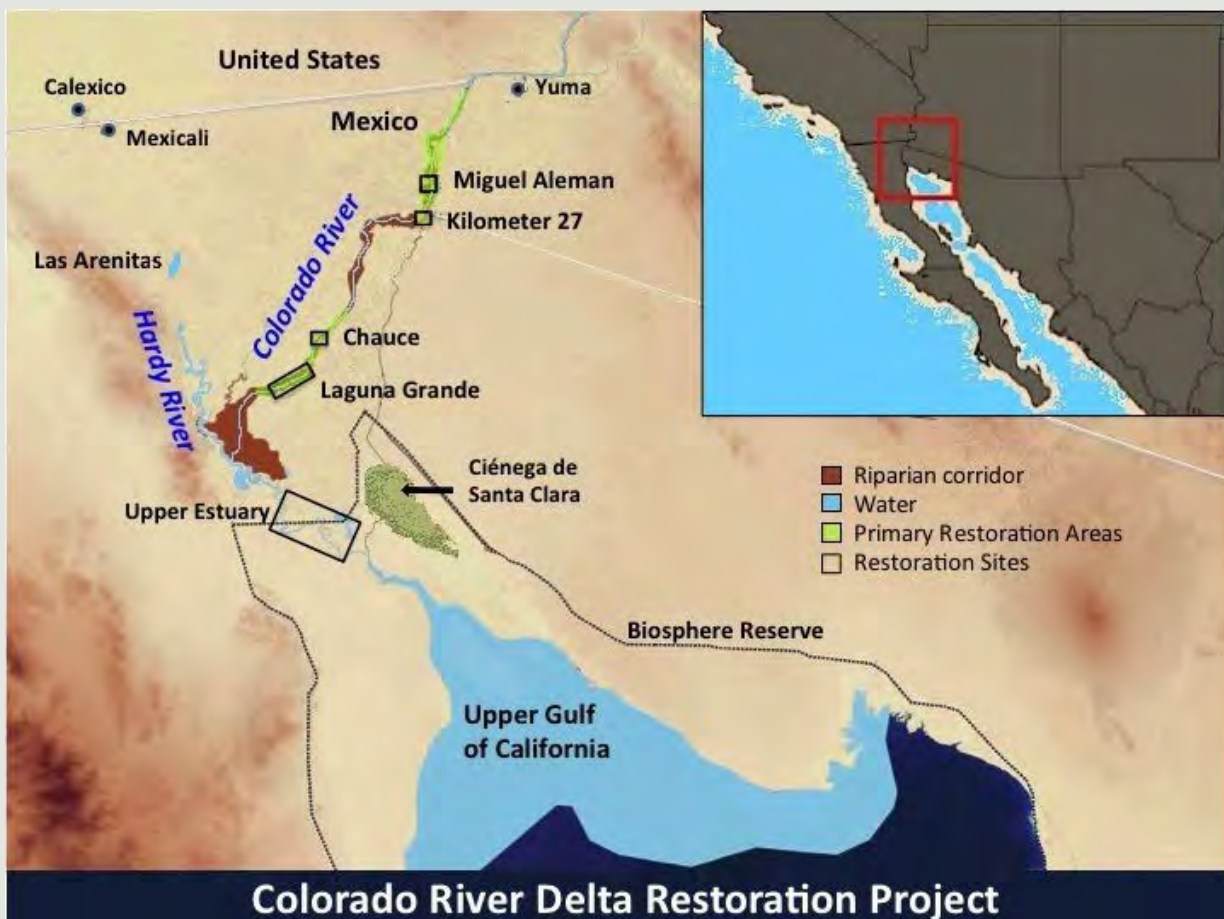 United States
Calexico
Yuma
Mexico
Mexicali
Miguel Aleman
Kilometer 27
Colorado River
Las Arenitas
Hardy River
Chauce
Laguna Grande
Ciénega de
Santa Clara
Upper Estuary
Riparian corridor
Water
Primary Restoration Areas
Restoration Sites
Biosphere Reserve
Upper Gulf
of California
Colorado River Delta Restoration Project